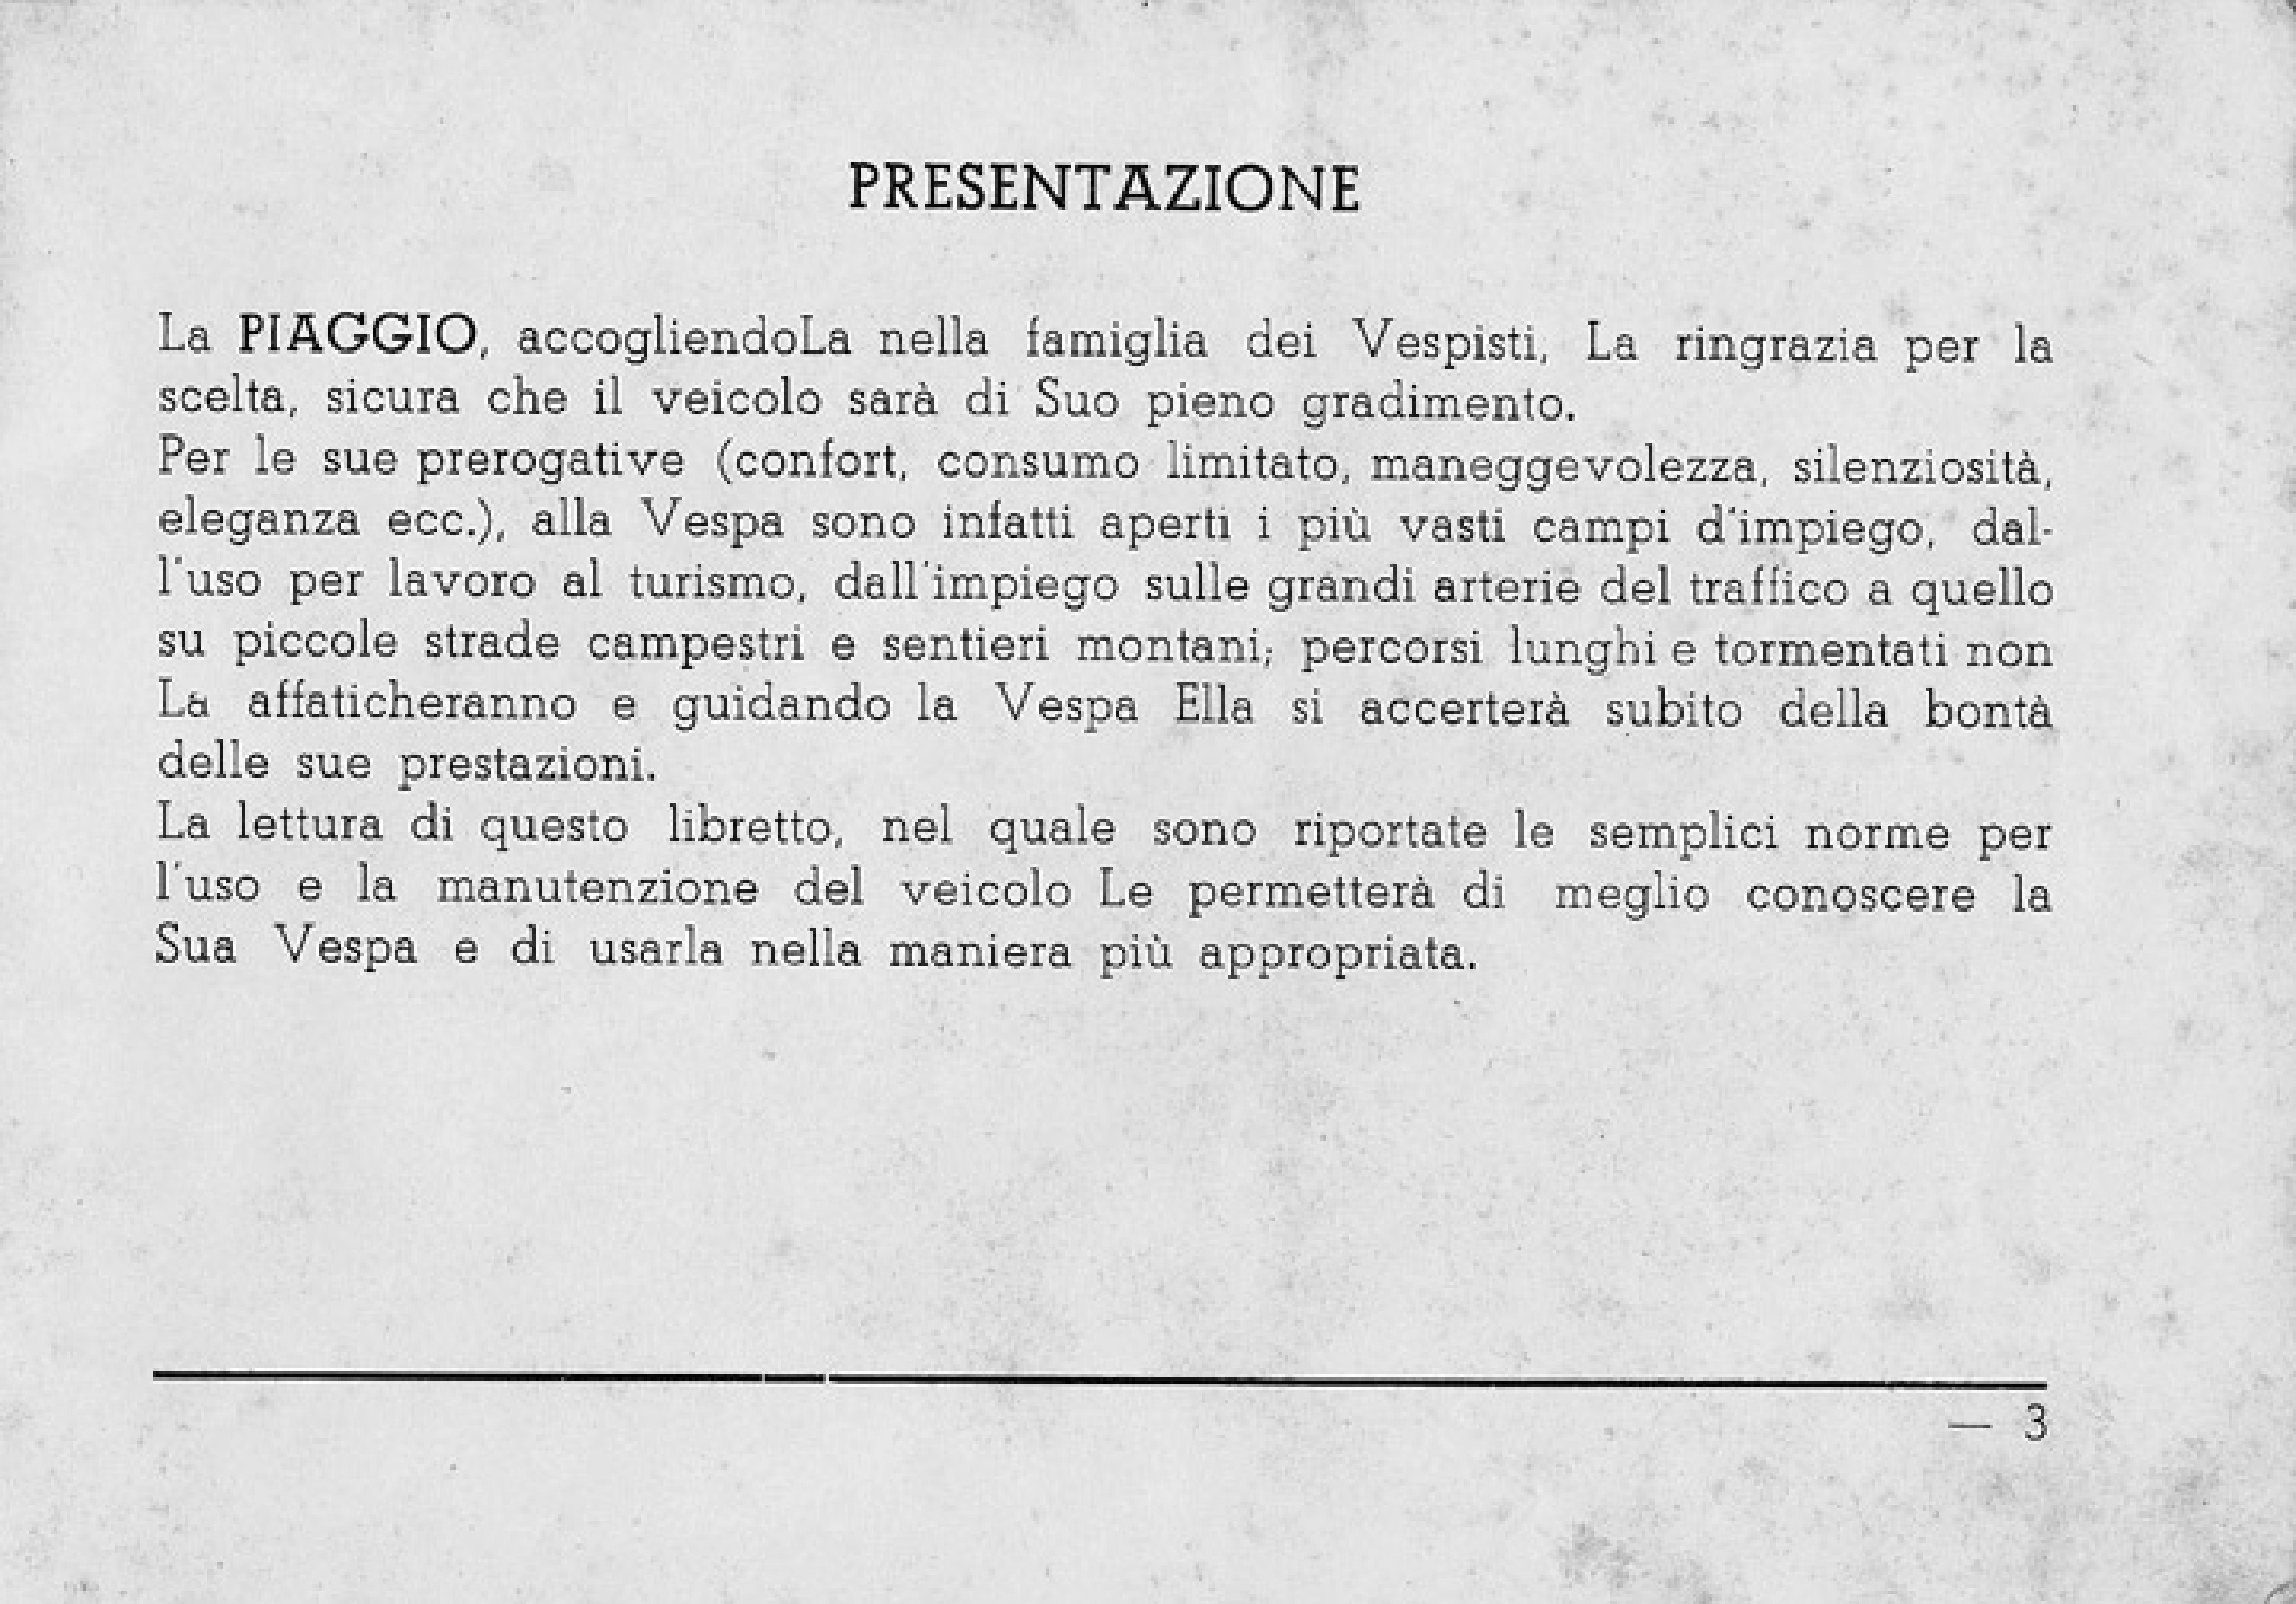 PRESENTAZIONE
La PIAGGIO, accogliendoLa nella famiglia dei Vespisti, La ringrazia per la
scelta, sicura che il veicolo sarà di Suo pieno gradimento.
Per le sue prerogative (confort, consumo limitato, maneggevolezza, silenziosità,
eleganza ecc.), alla Vespa sono infatti aperti i più vasti campi d'impiego, dal-
l'uso per lavoro al turismo, dall'impiego sulle grandi arterie del traffico a quello
su piccole strade campestri e sentieri montani; percorsi lunghi e tormentati non
La affaticheranno e guidando la Vespa Ella si accerterà subito della bontà
delle sue prestazioni.
La lettura di questo libretto, nel quale sono riportate le semplici norme per
l'uso e la manutenzione del veicolo Le permetterà di meglio conoscere la
Sua Vespa e di usarla nella maniera più appropriata.
— 3